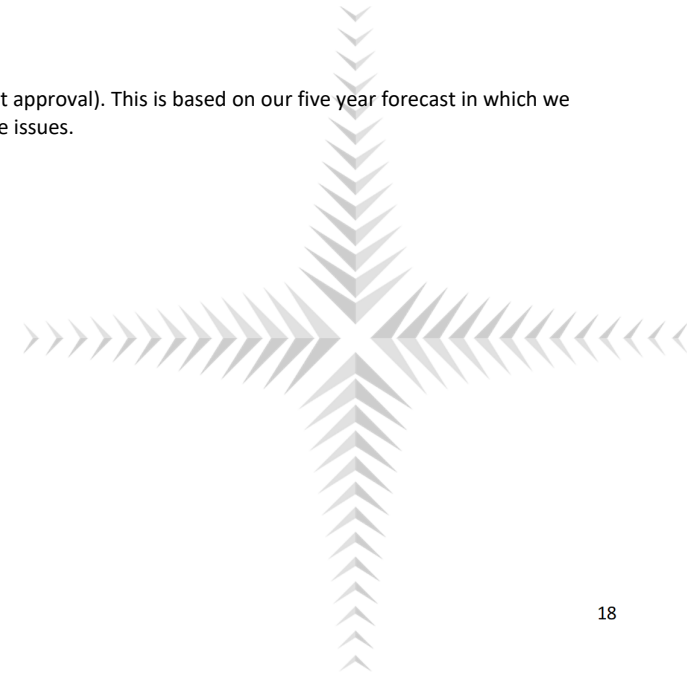 t approval). This is based on our five year forecast in which we
e issues.
18